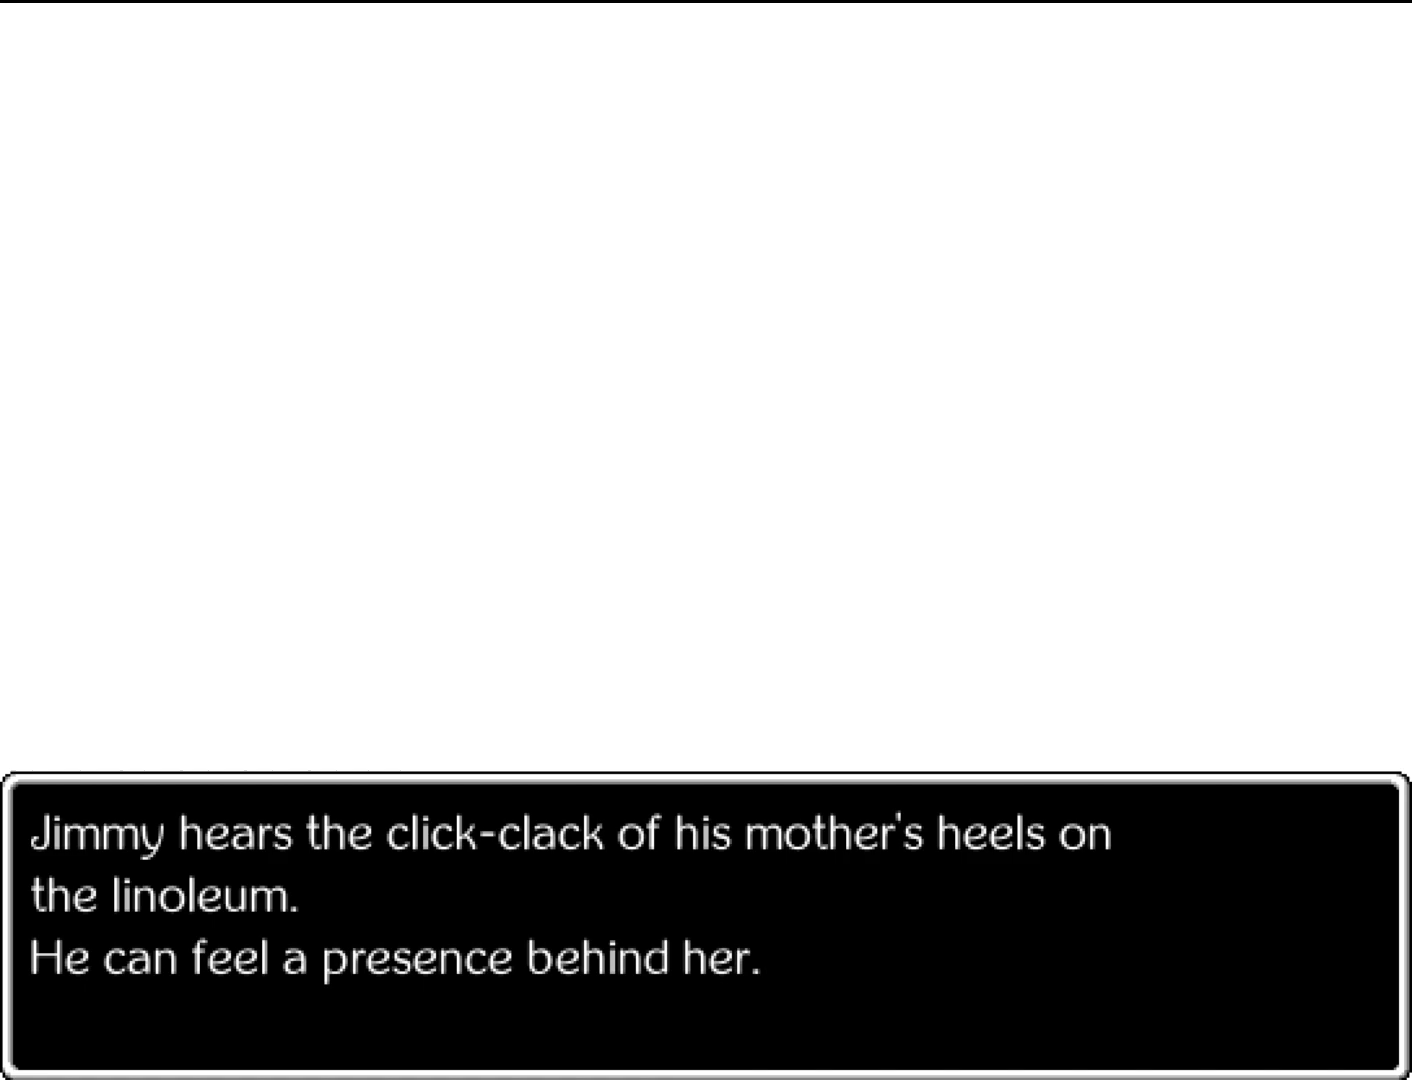 Jimmy hears the click-clack of his mother's heels on
the linoleum.
He can feel a presence behind her.